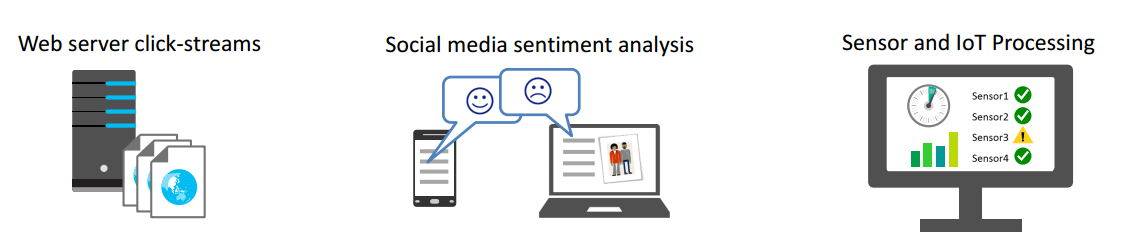 Web server click-streams
Social media sentiment analysis
Sensor and IoT Processing
Sensor1
Sensor2
Sensor3
Sensor4